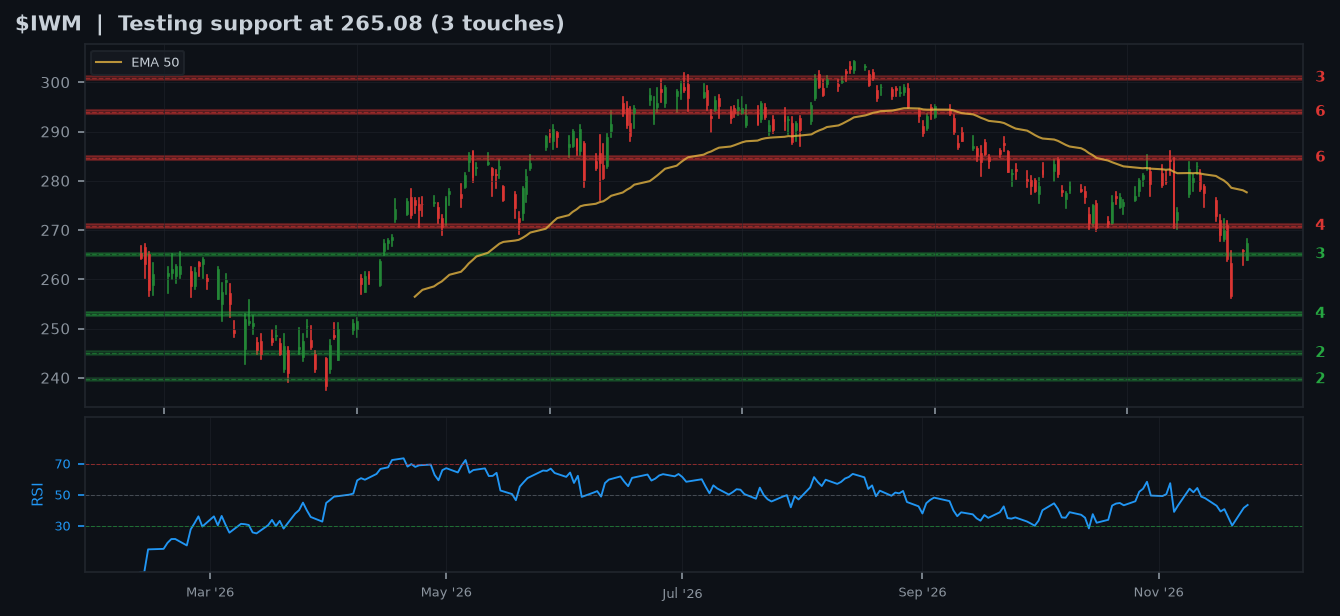 $IWM | Testing support at 265.08 (3 touches)
EMA 50
300
290
280
270
260
250
240
3
6
6
4
3
4
2
2
RSI
70
50
30
Mar '26
May '26
Jul '26
Sep '26
Nov '26